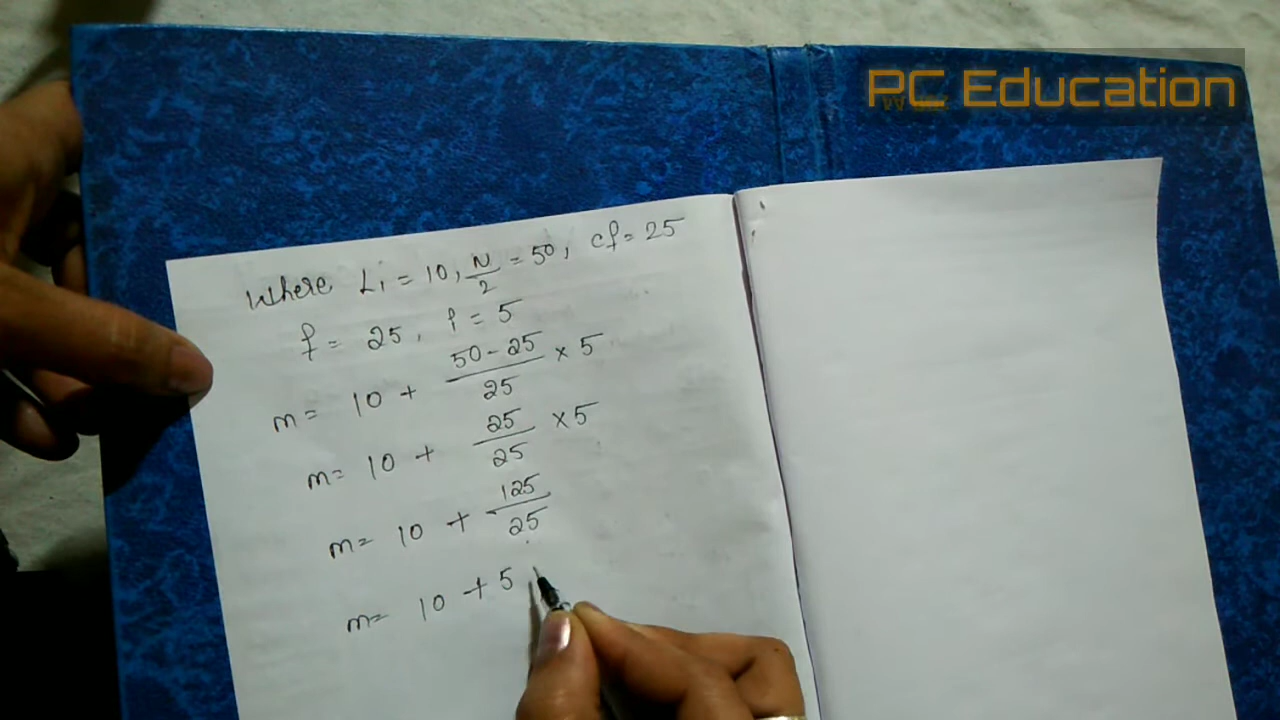 PC Education
Where L1 = 10, N/2 = 50, cf = 25
f = 25, i = 5
m = 10 + 50 - 25/25 × 5
m = 10 + 25/25 × 5
m = 10 + 125/25
m = 10 + 5